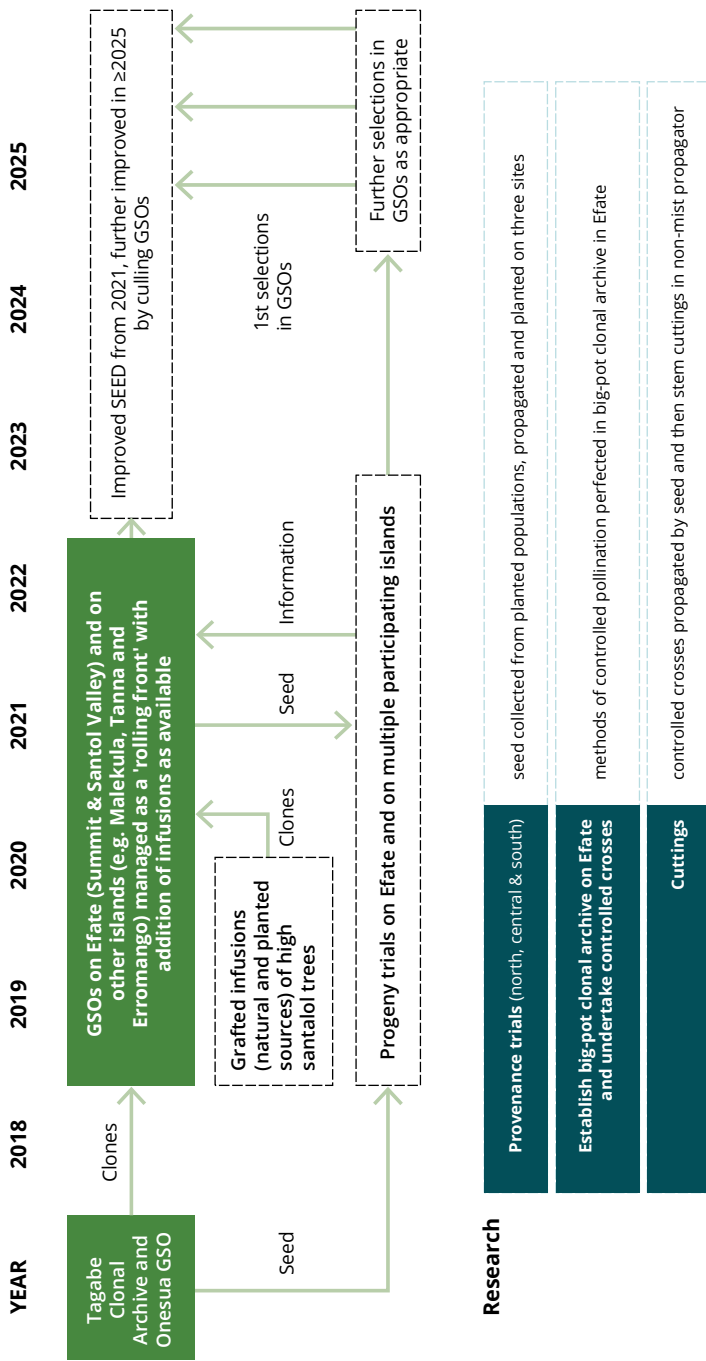 YEAR
2018
2019
2020
2021
2022
2023
2024
2025
Tagabe
Clonal
Archive and
Onesua GSO
Clones
GSOs on Efate (Summit & Santol Valley) and on
other islands (e.g. Malekula, Tanna and
Erromango) managed as a 'rolling front' with
addition of infusions as available
Improved SEED from 2021, further improved in ≥2025
by culling GSOs
Seed
Grafted infusions
(natural and planted
sources) of high
santalol trees
Clones
Seed
Information
1st selections
in GSOs
Progeny trials on Efate and on multiple participating islands
Further selections in
GSOs as appropriate
Research
Provenance trials (north, central & south)
seed collected from planted populations, propagated and planted on three sites
Establish big-pot clonal archive on Efate
and undertake controlled crosses
methods of controlled pollination perfected in big-pot clonal archive in Efate
Cuttings
controlled crosses propagated by seed and then stem cuttings in non-mist propagator